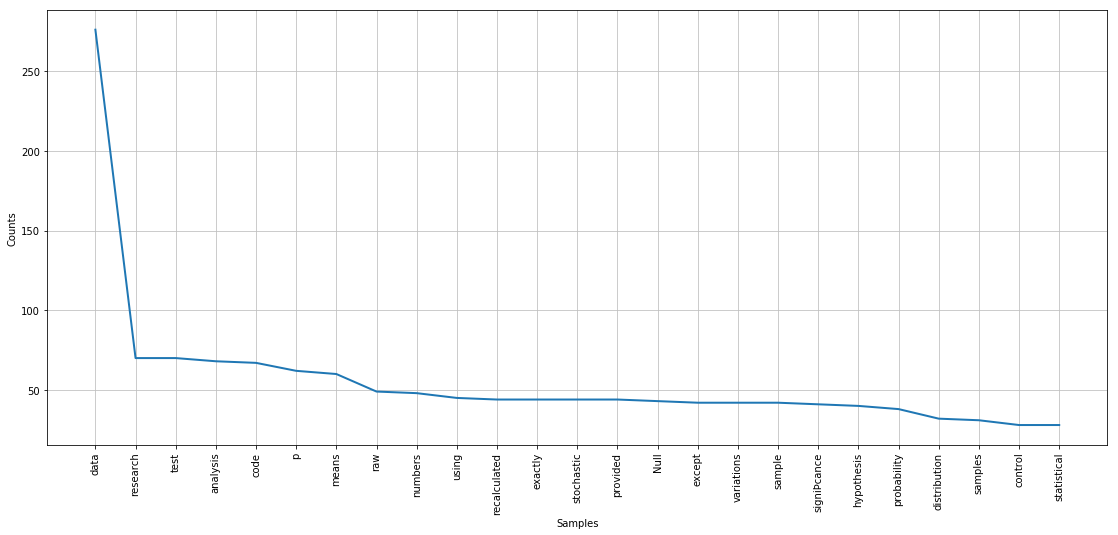 250
200
150
100
50
Counts
data
research
test
analysis
code
p
means
raw
numbers
using
recalculated
exactly
stochastic
provided
Null
except
variations
sample
signiPcance
hypothesis
probability
distribution
samples
control
statistical
Samples